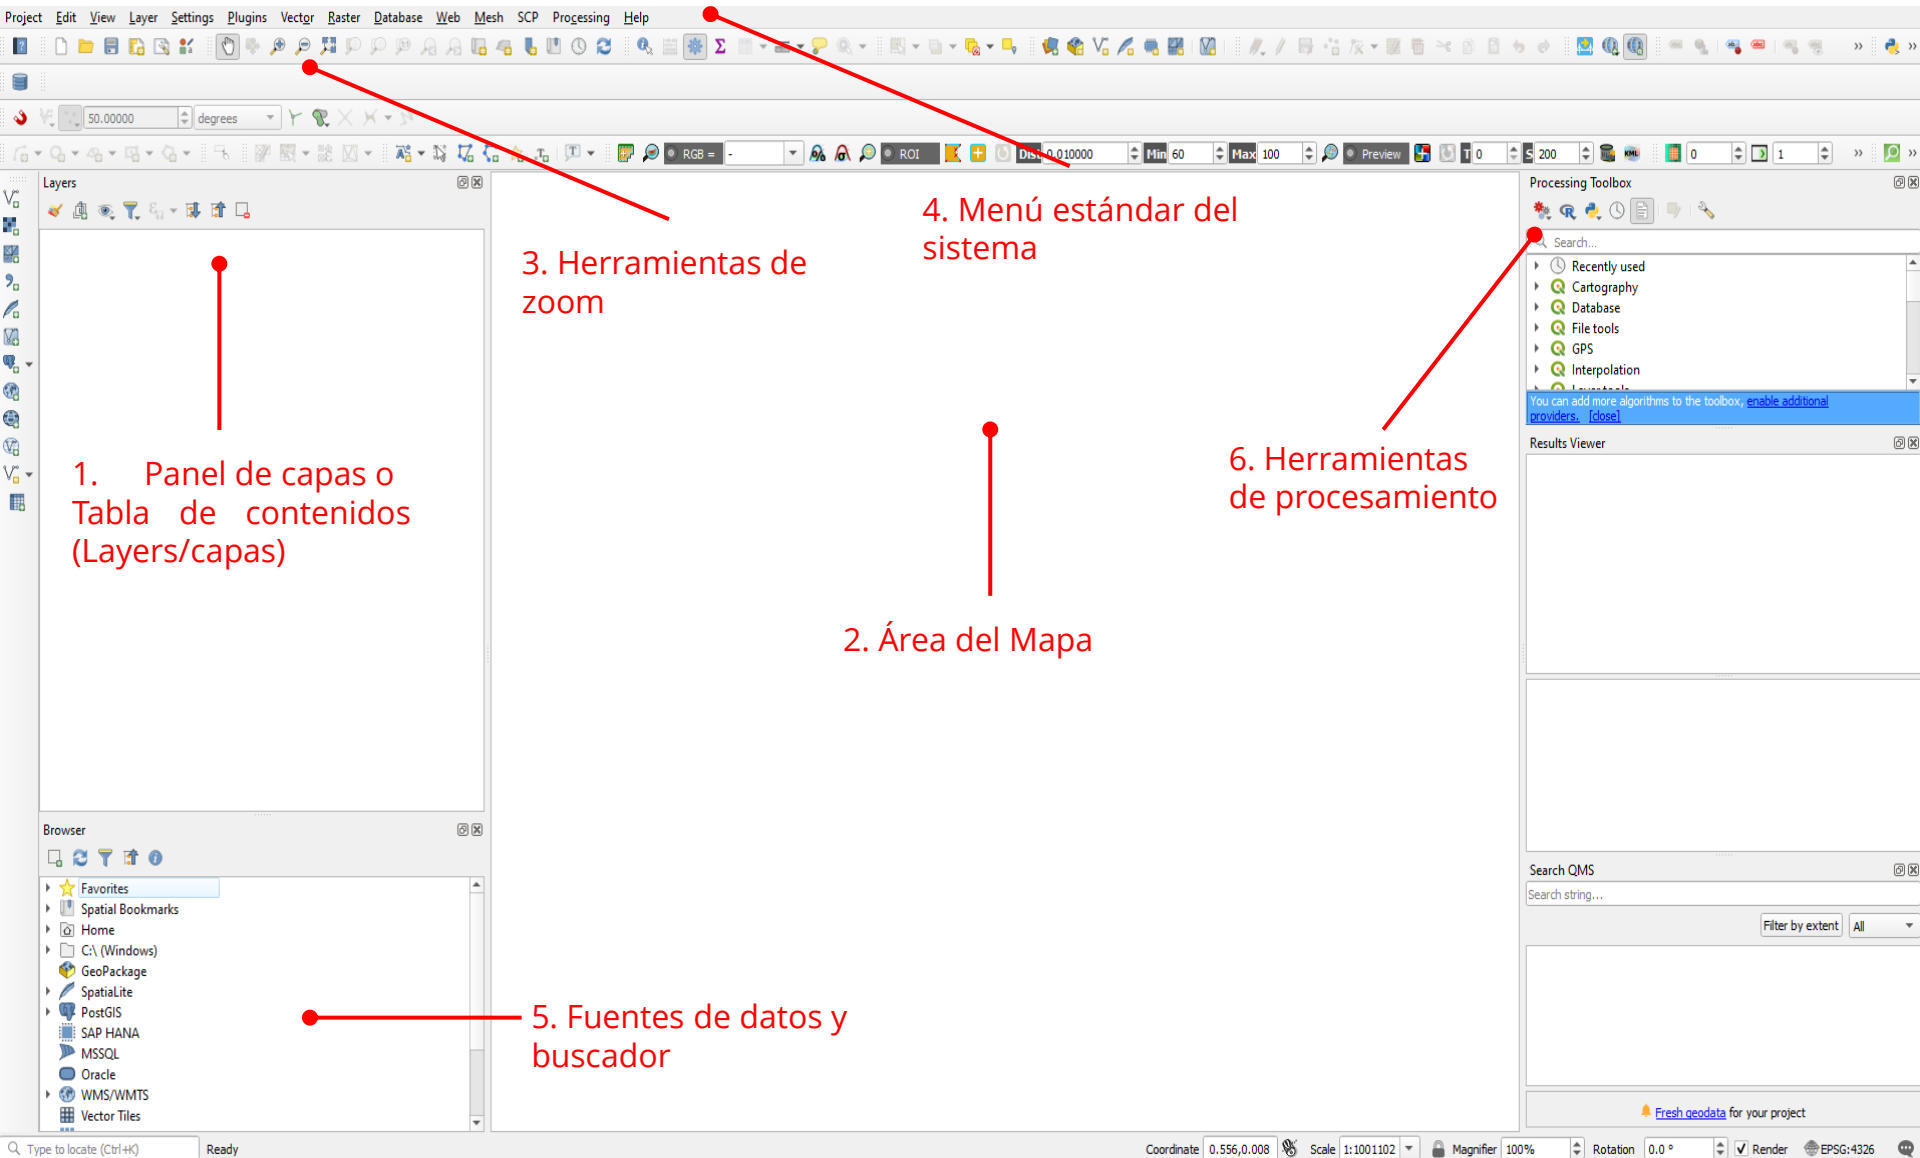 Project Edit View Layer Settings Plugins Vector Raster Database Web Mesh SCP Processing Help
50.00000 degrees
RGB = - ROI Dist 0.010000 Min 60 Max 100 Preview T 0 S 200 KML 0 1
Layers
1. Panel de capas o
Tabla de contenidos
(Layers/capas)
3. Herramientas de
zoom
4. Menú estándar del
sistema
2. Área del Mapa
6. Herramientas
de procesamiento
5. Fuentes de datos y
buscador
Browser
Favorites
Spatial Bookmarks
Home
C:\ (Windows)
GeoPackage
SpatiaLite
PostGIS
SAP HANA
MSSQL
Oracle
WMS/WMTS
Vector Tiles
Processing Toolbox
Search...
Recently used
Cartography
Database
File tools
GPS
Interpolation
You can add more algorithms to the toolbox, enable additional
providers. [close]
Results Viewer
Search QMS
Search string...
Filter by extent All
Fresh geodata for your project
Type to locate (Ctrl+K) Ready Coordinate 0.556,0.008 Scale 1:1001102 Magnifier 100% Rotation 0.0 ° Render EPSG:4326